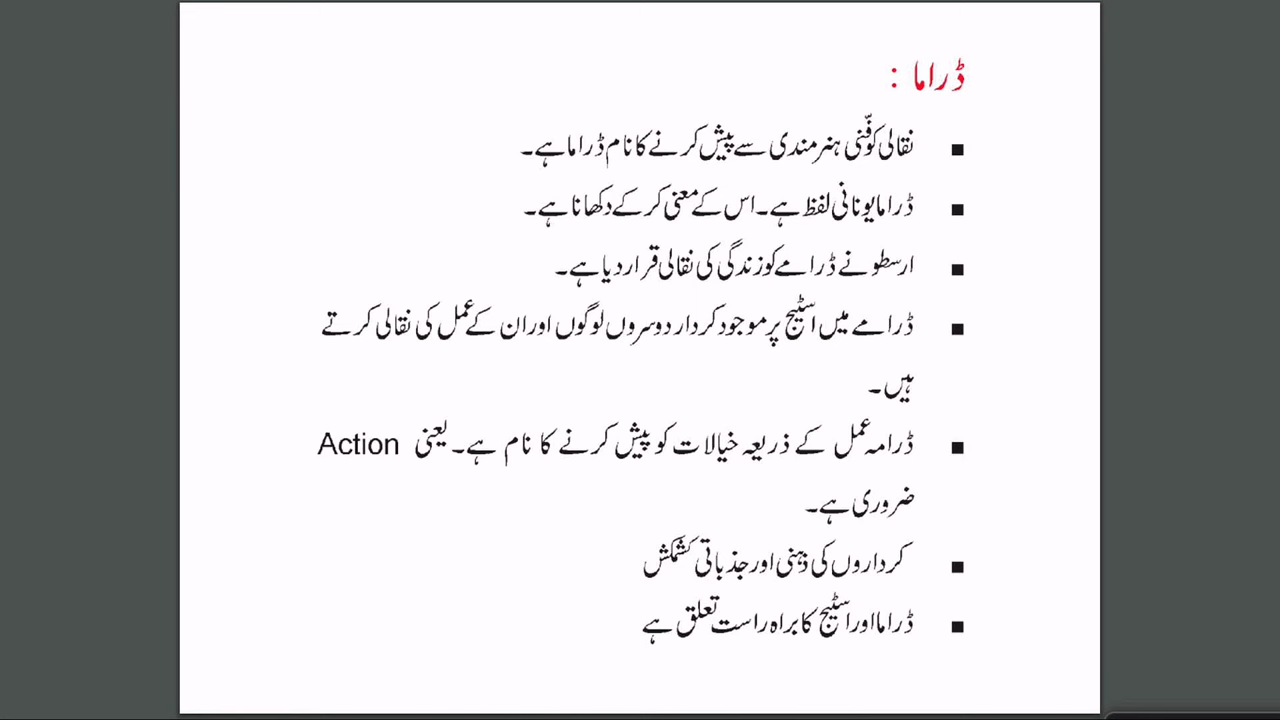 ڈراما :
▪ نقالی کو فنّی ہنر مندی سے پیش کرنے کا نام ڈراما ہے۔
▪ ڈراما یونانی لفظ ہے۔ اس کے معنی کر کے دکھانا ہے۔
▪ ارسطو نے ڈرامے کو زندگی کی نقالی قرار دیا ہے۔
▪ ڈرامے میں اسٹیج پر موجود کردار دوسروں لوگوں اور ان کے عمل کی نقالی کرتے
ہیں۔
▪ ڈرامہ عمل کے ذریعہ خیالات کو پیش کرنے کا نام ہے۔ یعنی Action
ضروری ہے۔
▪ کرداروں کی ذہنی اور جذباتی کشمکش
▪ ڈراما اور اسٹیج کا براہ راست تعلق ہے